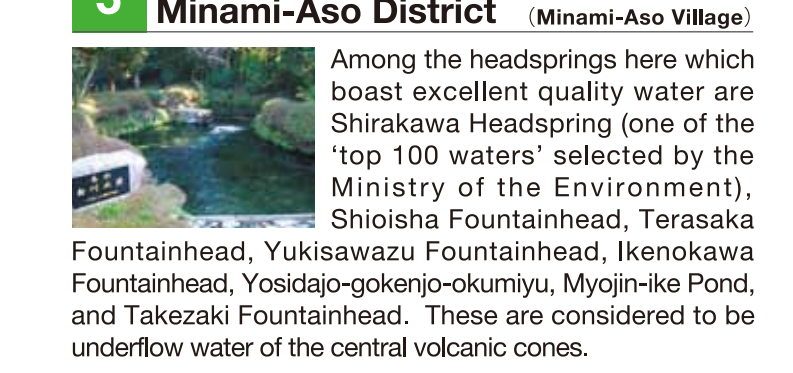 Minami-Aso District (Minami-Aso Village)
Among the headsprings here which
boast excellent quality water are
Shirakawa Headspring (one of the
‘top 100 waters’ selected by the
Ministry of the Environment),
Shioisha Fountainhead, Terasaka
Fountainhead, Yukisawazu Fountainhead, Ikenokawa
Fountainhead, Yosidajo-gokenjo-okumiyu, Myojin-ike Pond,
and Takezaki Fountainhead.  These are considered to be
underflow water of the central volcanic cones.